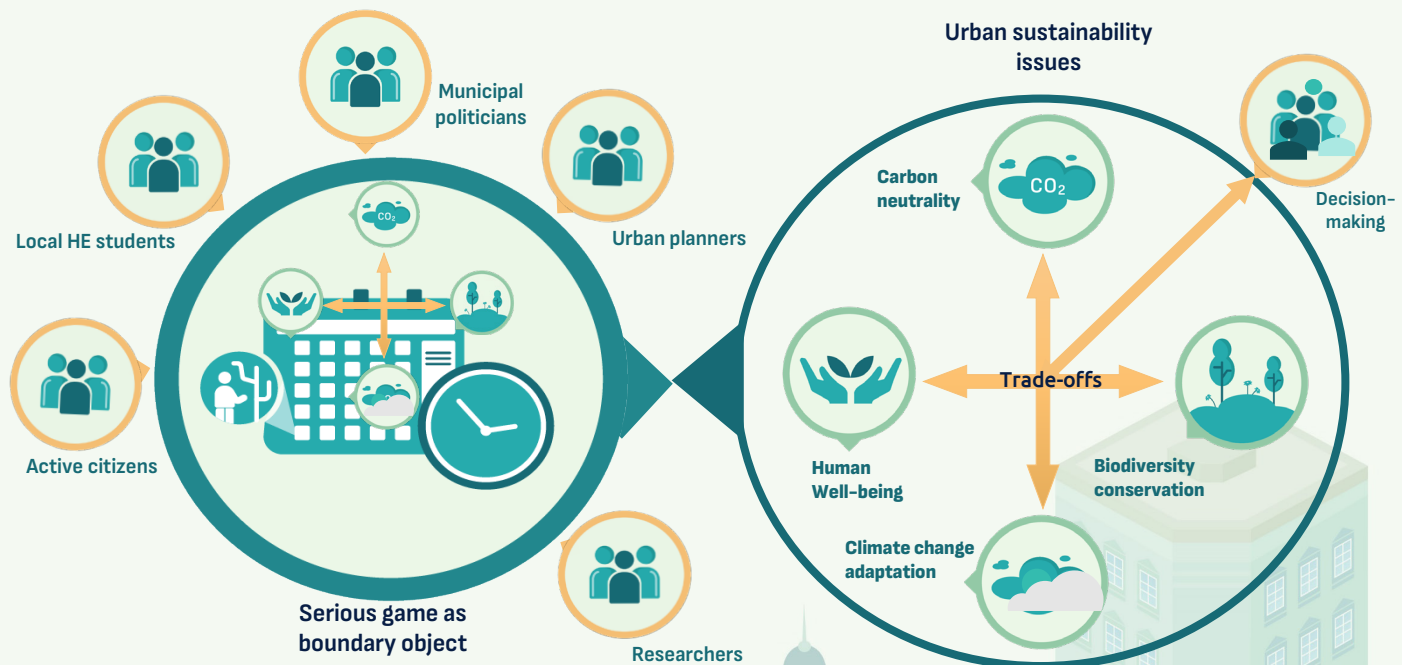 Urban sustainability
issues
Municipal
politicians
Local HE students
Urban planners
Active citizens
CO₂
Serious game as
boundary object
Researchers
Carbon
neutrality
CO₂
Decision-
making
Trade-offs
Human
Well-being
Biodiversity
conservation
Climate change
adaptation